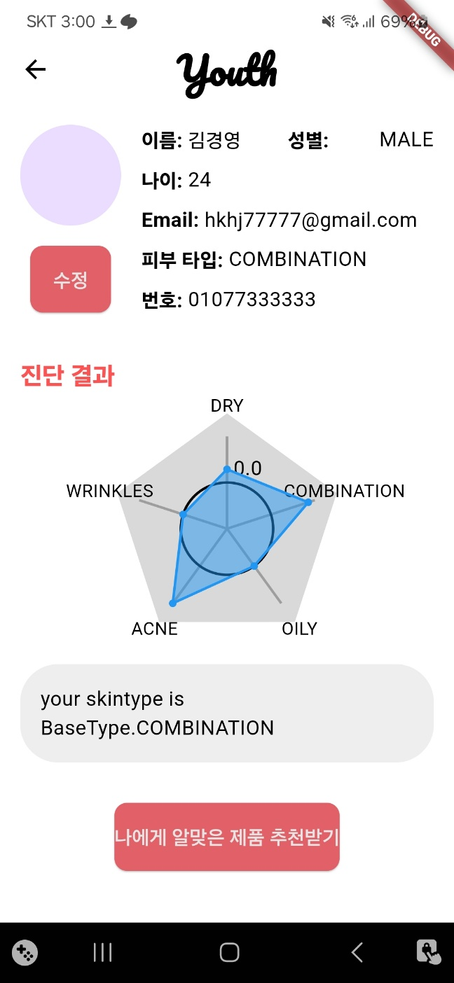 SKT 3:00 69%
DEBUG
Youth
이름: 김경영 성별: MALE
나이: 24
Email: hkhj77777@gmail.com
피부 타입: COMBINATION
수정
번호: 01077333333
진단 결과
DRY
0.0
WRINKLES COMBINATION
ACNE OILY
your skintype is
BaseType.COMBINATION
나에게 알맞은 제품 추천받기